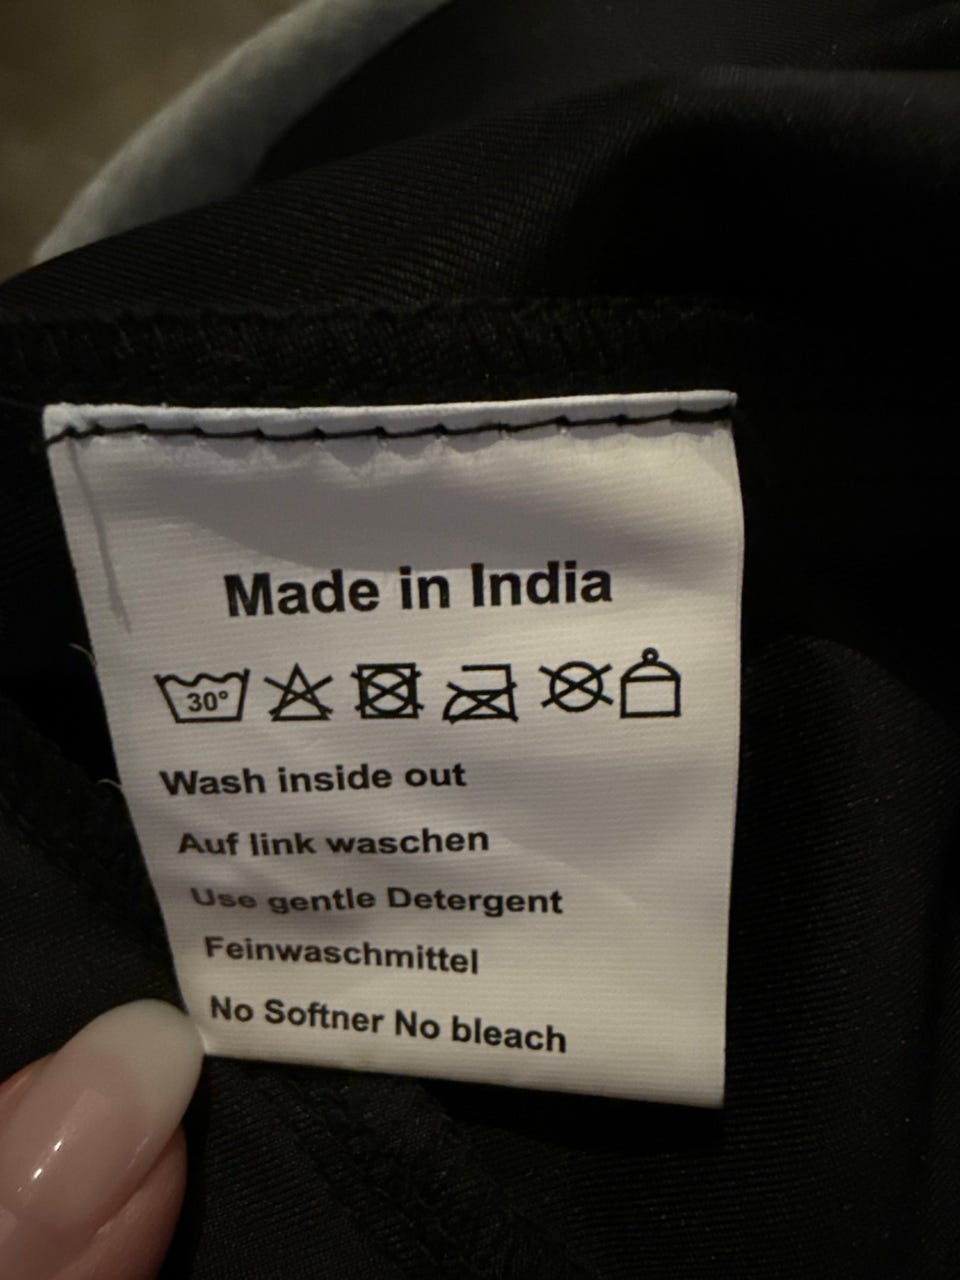 Made in India
30°
Wash inside out
Auf link waschen
Use gentle Detergent
Feinwaschmittel
No Softner No bleach